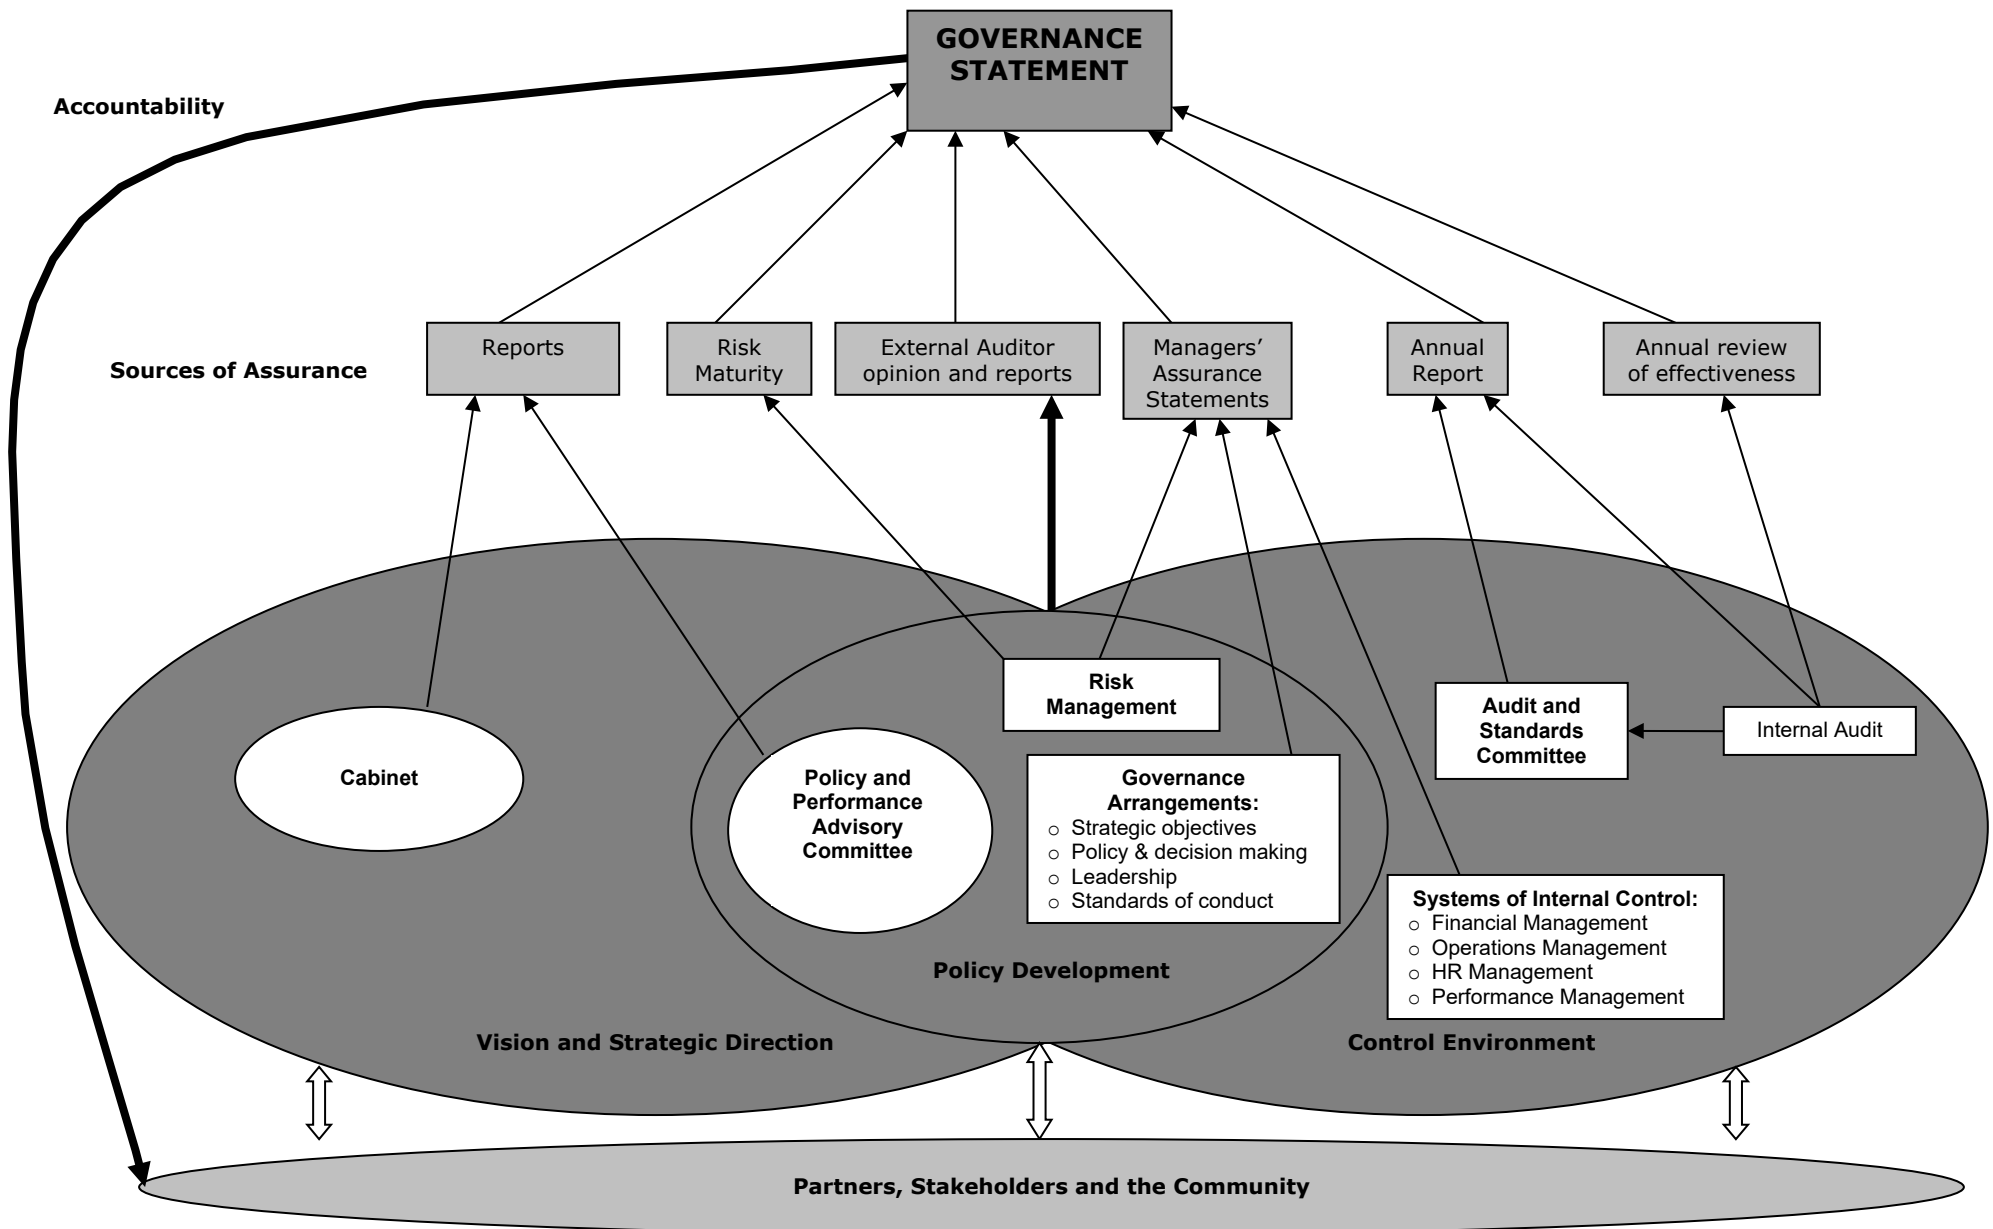 GOVERNANCE
STATEMENT
Accountability
Sources of Assurance
Reports
Risk
Maturity
External Auditor
opinion and reports
Managers’
Assurance
Statements
Annual
Report
Annual review
of effectiveness
Cabinet
Policy and
Performance
Advisory
Committee
Risk
Management
Governance
Arrangements:
○ Strategic objectives
○ Policy & decision making
○ Leadership
○ Standards of conduct
Audit and
Standards
Committee
Internal Audit
Systems of Internal Control:
○ Financial Management
○ Operations Management
○ HR Management
○ Performance Management
Policy Development
Vision and Strategic Direction
Control Environment
Partners, Stakeholders and the Community